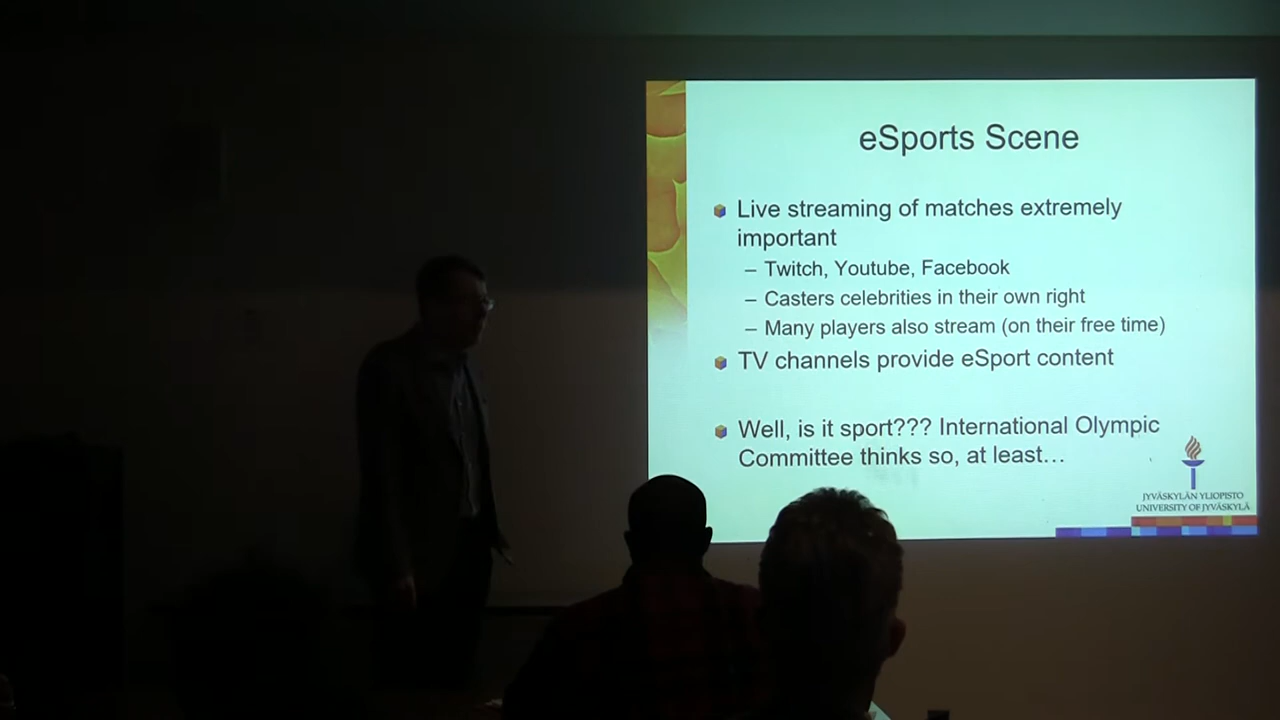 eSports Scene
Live streaming of matches extremely
important
– Twitch, Youtube, Facebook
– Casters celebrities in their own right
– Many players also stream (on their free time)
TV channels provide eSport content
Well, is it sport??? International Olympic
Committee thinks so, at least…
JYVÄSKYLÄN YLIOPISTO
UNIVERSITY OF JYVÄSKYLÄ